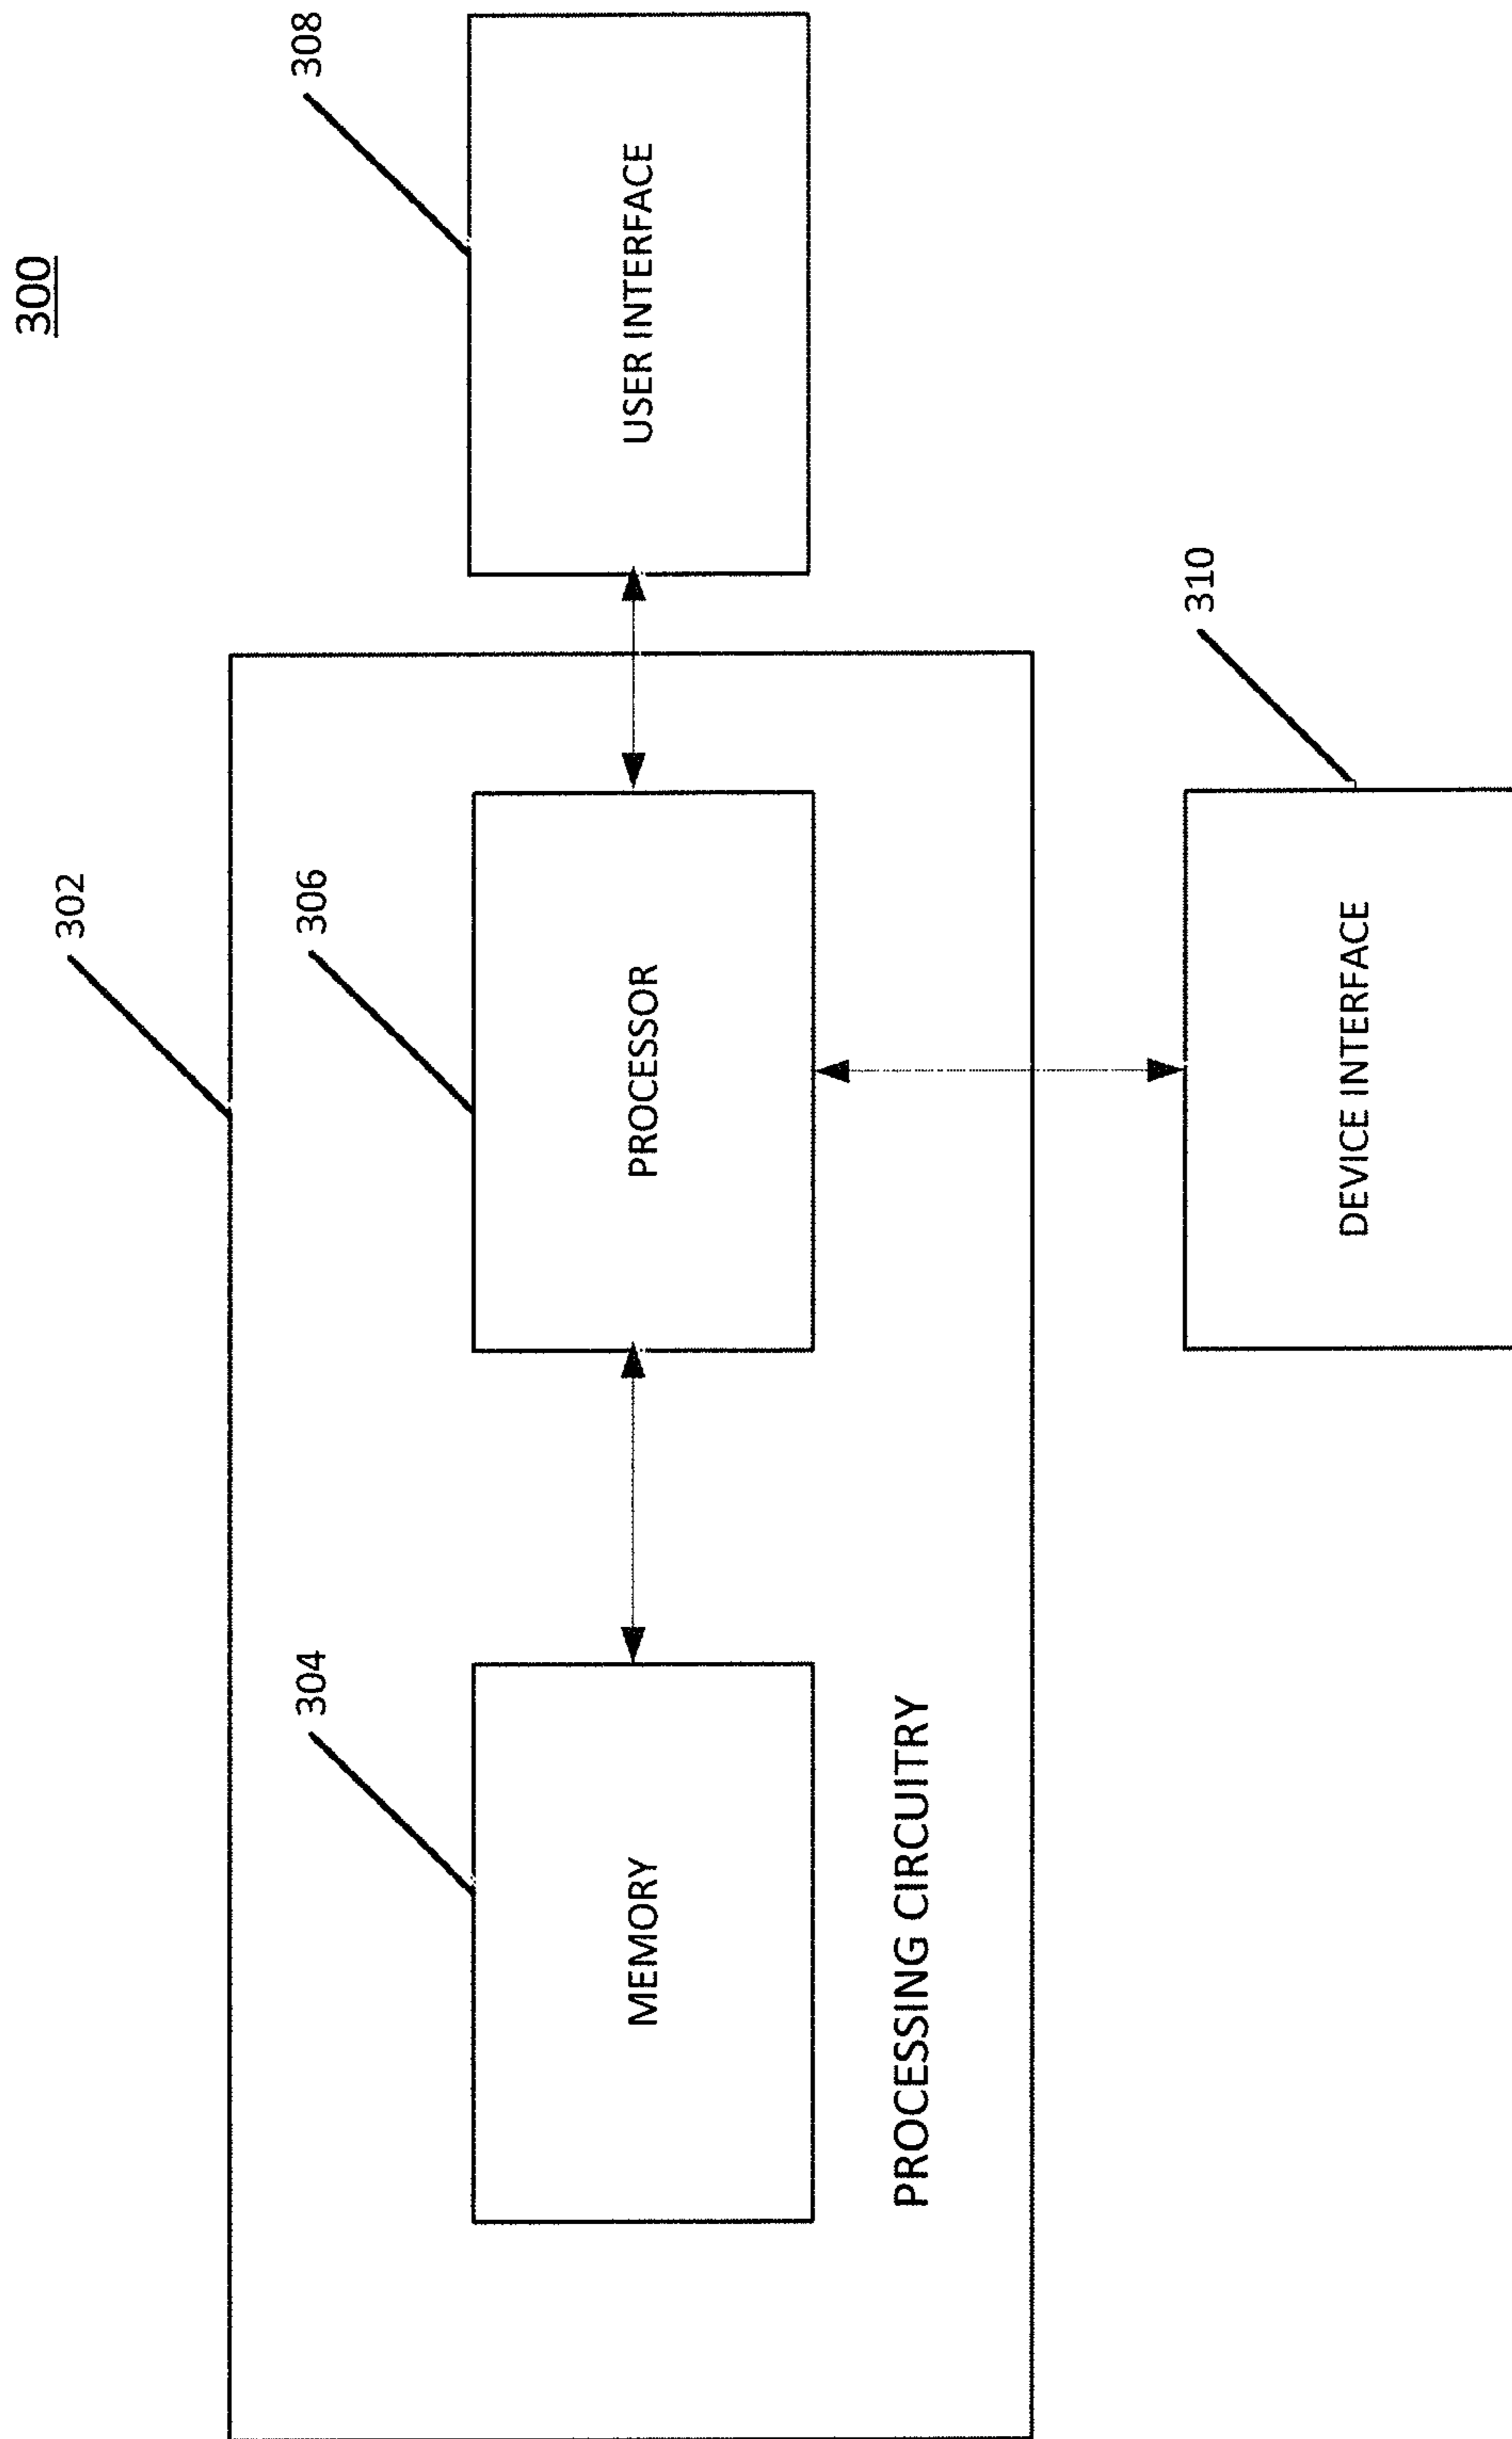 300
302
304
306
308
MEMORY
PROCESSOR
USER INTERFACE
PROCESSING CIRCUITRY
310
DEVICE INTERFACE